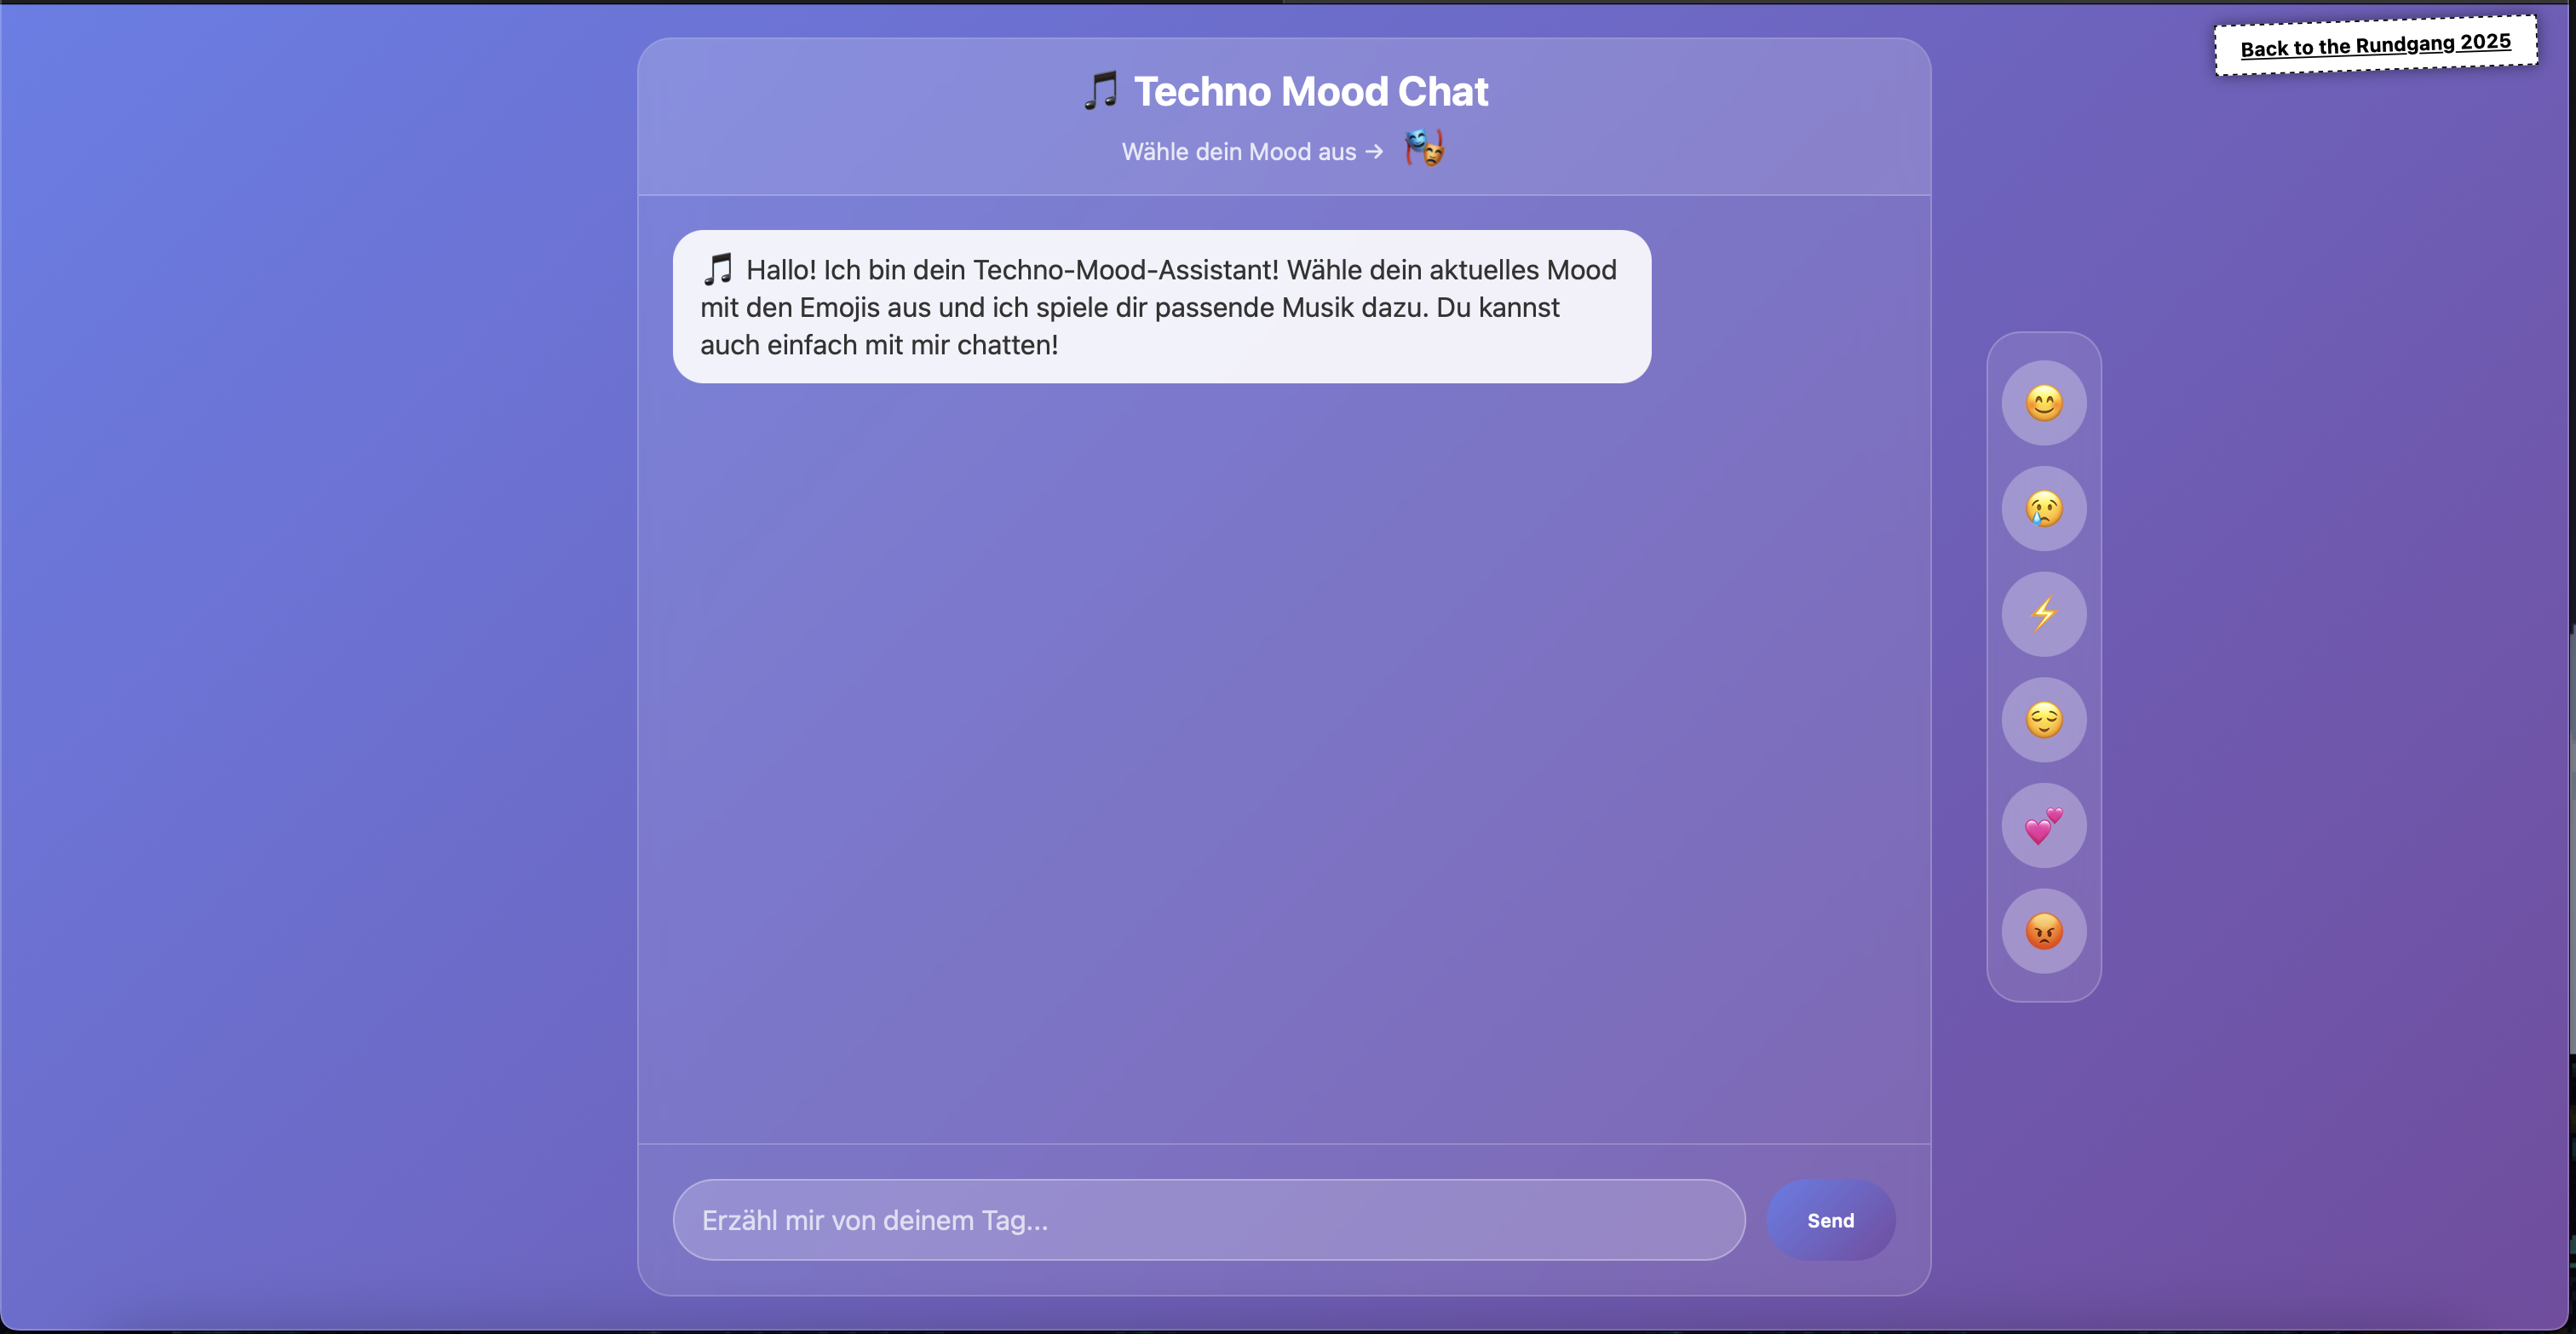 Back to the Rundgang 2025
🎵 Techno Mood Chat
Wähle dein Mood aus → 🎭
🎵 Hallo! Ich bin dein Techno-Mood-Assistant! Wähle dein aktuelles Mood
mit den Emojis aus und ich spiele dir passende Musik dazu. Du kannst
auch einfach mit mir chatten!
Erzähl mir von deinem Tag...
Send